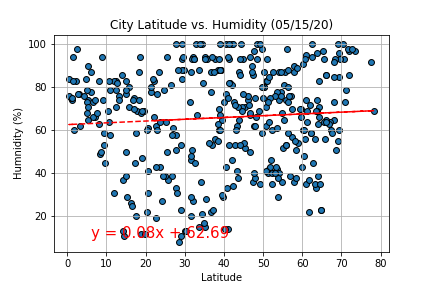 City Latitude vs. Humidity (05/15/20)
100
80
60
40
20
Humnidity (%)
y = 0.08x + 62.69
0 10 20 30 40 50 60 70 80
Latitude